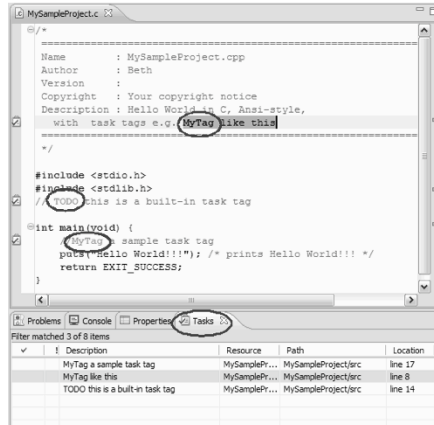 MySampleProject.c
/*
============================================================
Name : MySampleProject.cpp
Author : Beth
Version :
Copyright : Your copyright notice
Description : Hello World in C, Ansi-style,
with task tags e.g. MyTag like this
============================================================
*/
#include <stdio.h>
#include <stdlib.h>
// TODO this is a built-in task tag
int main(void) {
//MyTag a sample task tag
puts("Hello World!!!"); /* prints Hello World!!! */
return EXIT_SUCCESS;
}
Problems Console Properties Tasks
Filter matched 3 of 8 items
✓ ! Description Resource Path Location
MyTag a sample task tag MySamplePr... MySampleProject/src line 17
MyTag like this MySamplePr... MySampleProject/src line 8
TODO this is a built-in task tag MySamplePr... MySampleProject/src line 14